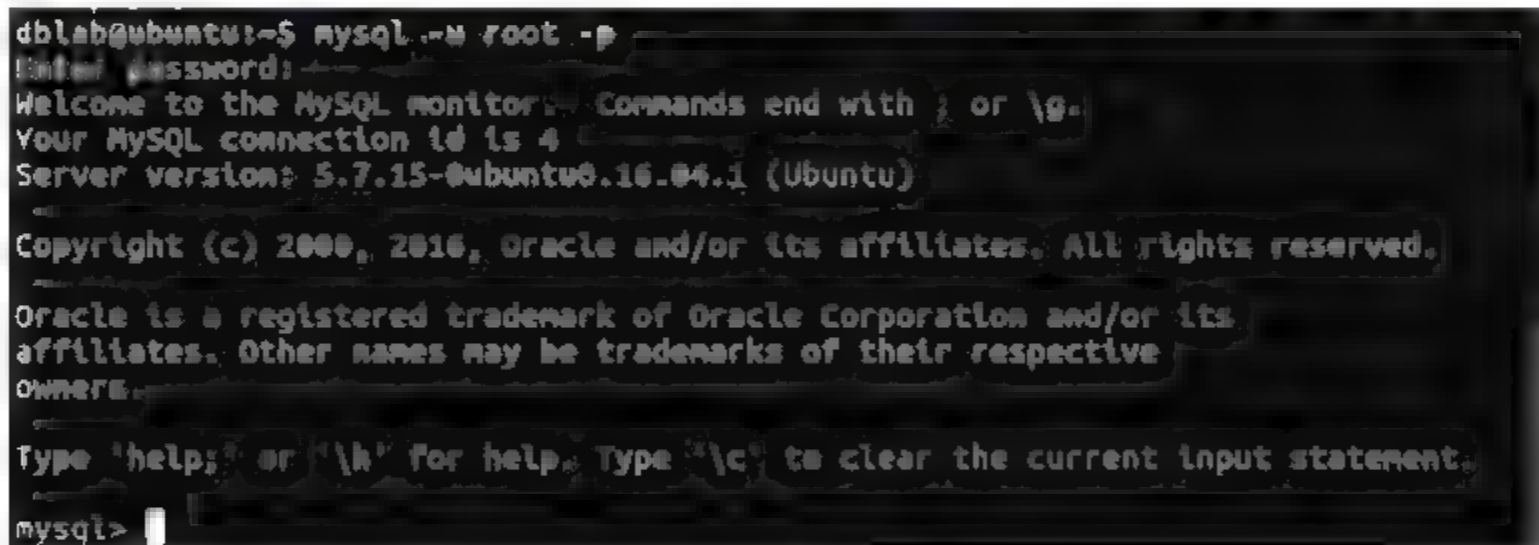 dblab@ubuntu:~$ mysql -u root -p
Enter password:
Welcome to the MySQL monitor.  Commands end with ; or \g.
Your MySQL connection id is 4
Server version: 5.7.15-0ubuntu0.16.04.1 (Ubuntu)
Copyright (c) 2000, 2016, Oracle and/or its affiliates. All rights reserved.
Oracle is a registered trademark of Oracle Corporation and/or its
affiliates. Other names may be trademarks of their respective
owners.
Type 'help;' or '\h' for help. Type '\c' to clear the current input statement.
mysql>